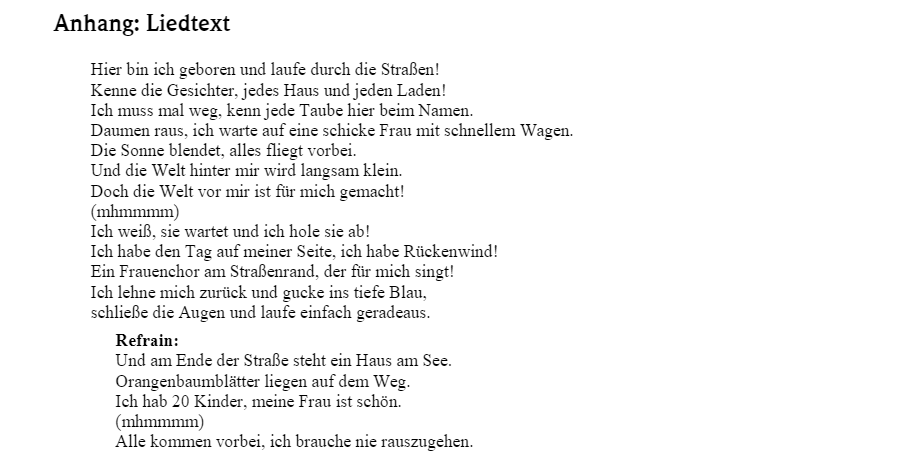 Anhang: Liedtext
Hier bin ich geboren und laufe durch die Straßen!
Kenne die Gesichter, jedes Haus und jeden Laden!
Ich muss mal weg, kenn jede Taube hier beim Namen.
Daumen raus, ich warte auf eine schicke Frau mit schnellem Wagen.
Die Sonne blendet, alles fliegt vorbei.
Und die Welt hinter mir wird langsam klein.
Doch die Welt vor mir ist für mich gemacht!
(mhmmmm)
Ich weiß, sie wartet und ich hole sie ab!
Ich habe den Tag auf meiner Seite, ich habe Rückenwind!
Ein Frauenchor am Straßenrand, der für mich singt!
Ich lehne mich zurück und gucke ins tiefe Blau,
schließe die Augen und laufe einfach geradeaus.
Refrain:
Und am Ende der Straße steht ein Haus am See.
Orangenbaumblätter liegen auf dem Weg.
Ich hab 20 Kinder, meine Frau ist schön.
(mhmmmm)
Alle kommen vorbei, ich brauche nie rauszugehen.